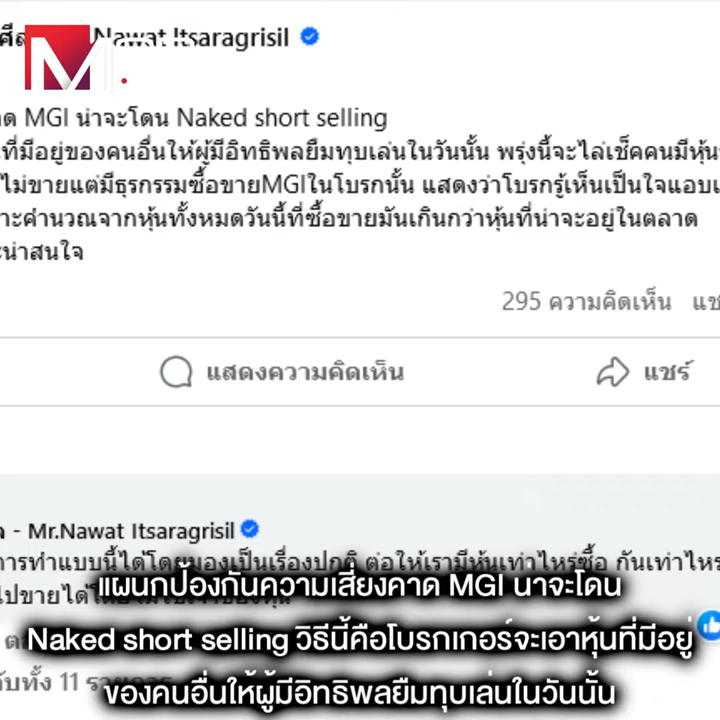 Nawat Itsaragrisil
MGI น่าจะโดน Naked short selling
ที่มีอยู่ของคนอื่นให้ผู้มีอิทธิพลยืมทุบเล่นในวันนั้น พรุ่งนี้จะไล่เช็คคนมีหุ้น
ไม่ขายแต่มีธุรกรรมซื้อขายMGIในโบรกนั้น แสดงว่าโบรกรู้เห็นเป็นใจแอบเ
าะคำนวณจากหุ้นทั้งหมดวันนี้ที่ซื้อขายมันเกินกว่าหุ้นที่น่าจะอยู่ในตลาด
น่าสนใจ
295 ความคิดเห็น แช
แสดงความคิดเห็น แชร์
- Mr.Nawat Itsaragrisil
การทำแบบนี้ได้โดยมองเป็นเรื่องปกติ ต่อให้เรามีหุ้นเท่าไหร่ซื้อ กันเท่าไหร
แผนกป้องกันความเสี่ยงคาด MGI น่าจะโดน
Naked short selling วิธีนี้คือโบรกเกอร์จะเอาหุ้นที่มีอยู่
ของคนอื่นให้ผู้มีอิทธิพลยืมทุบเล่นในวันนั้น